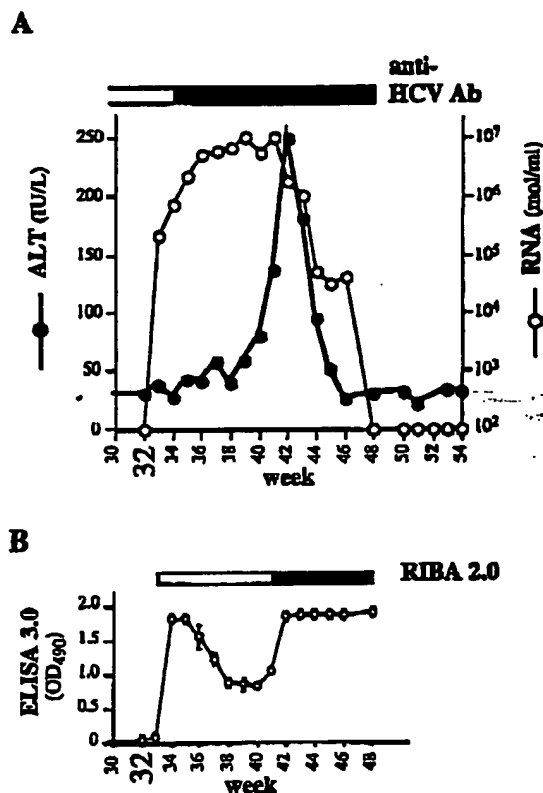 A
anti-
HCV Ab
250
200
150
100
50
0
ALT (IU/L)
10⁷
10⁶
10⁵
10⁴
10³
10²
RNA (mol/ml)
30 32 34 36 38 40 42 44 46 48 50 52 54
week
B
RIBA 2.0
2.0
1.5
1.0
0.5
0
ELISA 3.0
(OD490)
30 32 34 36 38 40 42 44 46 48
week